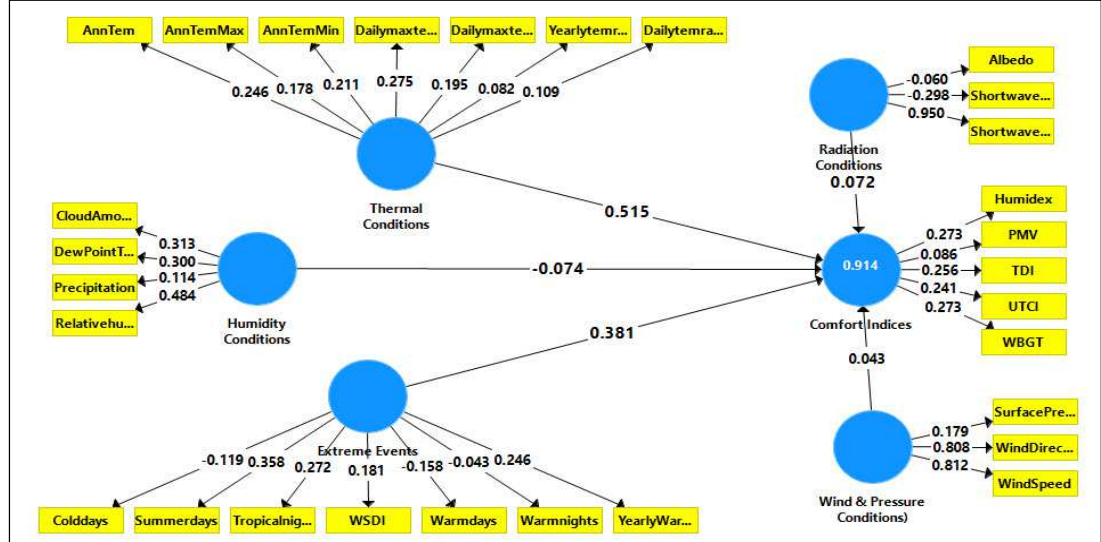 AnnTem
AnnTemMax
AnnTemMin
Dailymaxte...
Dailymaxte...
Yearlytemr...
Dailytemra...
0.246
0.178
0.211
0.275
0.195
0.082
0.109
Thermal
Conditions
Albedo
Shortwave...
Shortwave...
-0.060
-0.298
0.950
Radiation
Conditions
0.072
0.515
CloudAmo...
DewPointT...
Precipitation
Relativehu...
0.313
0.300
0.114
0.484
Humidity
Conditions
-0.074
0.914
Comfort Indices
Humidex
PMV
TDI
UTCI
WBGT
0.273
0.086
0.256
0.241
0.273
0.381
0.043
Extreme Events
-0.119
0.358
0.272
0.181
-0.158
-0.043
0.246
Colddays
Summerdays
Tropicalnig...
WSDI
Warmdays
Warmnights
YearlyWar...
SurfacePre...
WindDirec...
WindSpeed
0.179
0.808
0.812
Wind & Pressure
Conditions)